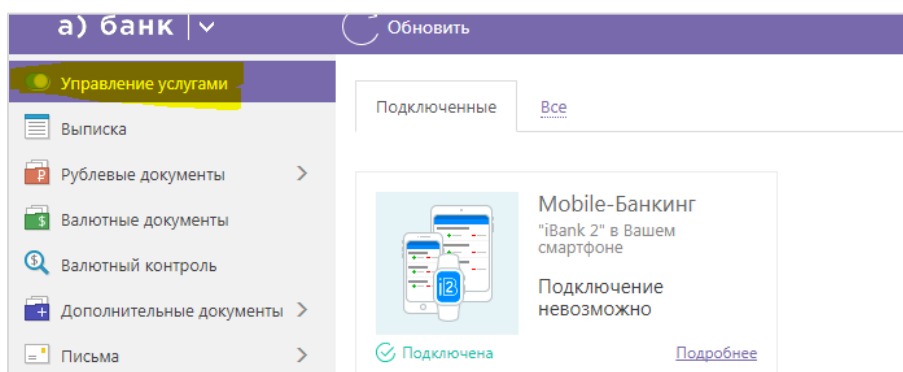 а) банк
Обновить
Управление услугами
Выписка
Рублевые документы
Валютные документы
Валютный контроль
Дополнительные документы
Письма
Подключенные
Все
Mobile-Банкинг
"iBank 2" в Вашем
смартфоне
Подключение
невозможно
Подключена
Подробнее